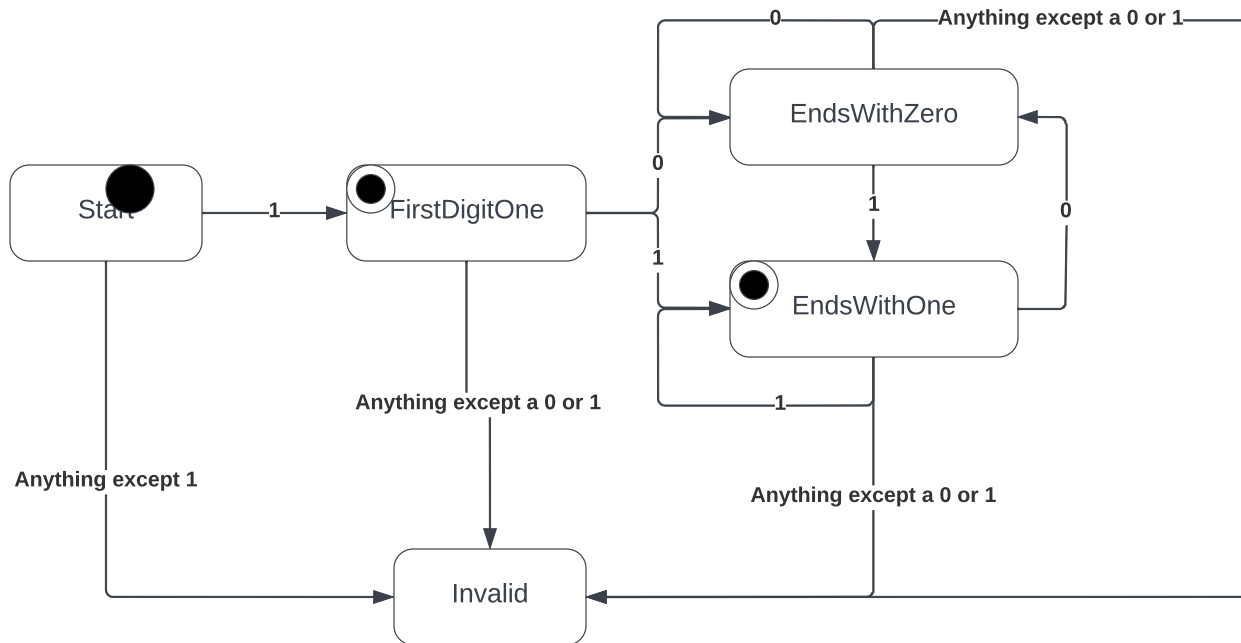 0
Anything except a 0 or 1
EndsWithZero
0
Start
1
FirstDigitOne
1
0
1
EndsWithOne
1
Anything except a 0 or 1
Anything except 1
Anything except a 0 or 1
Invalid